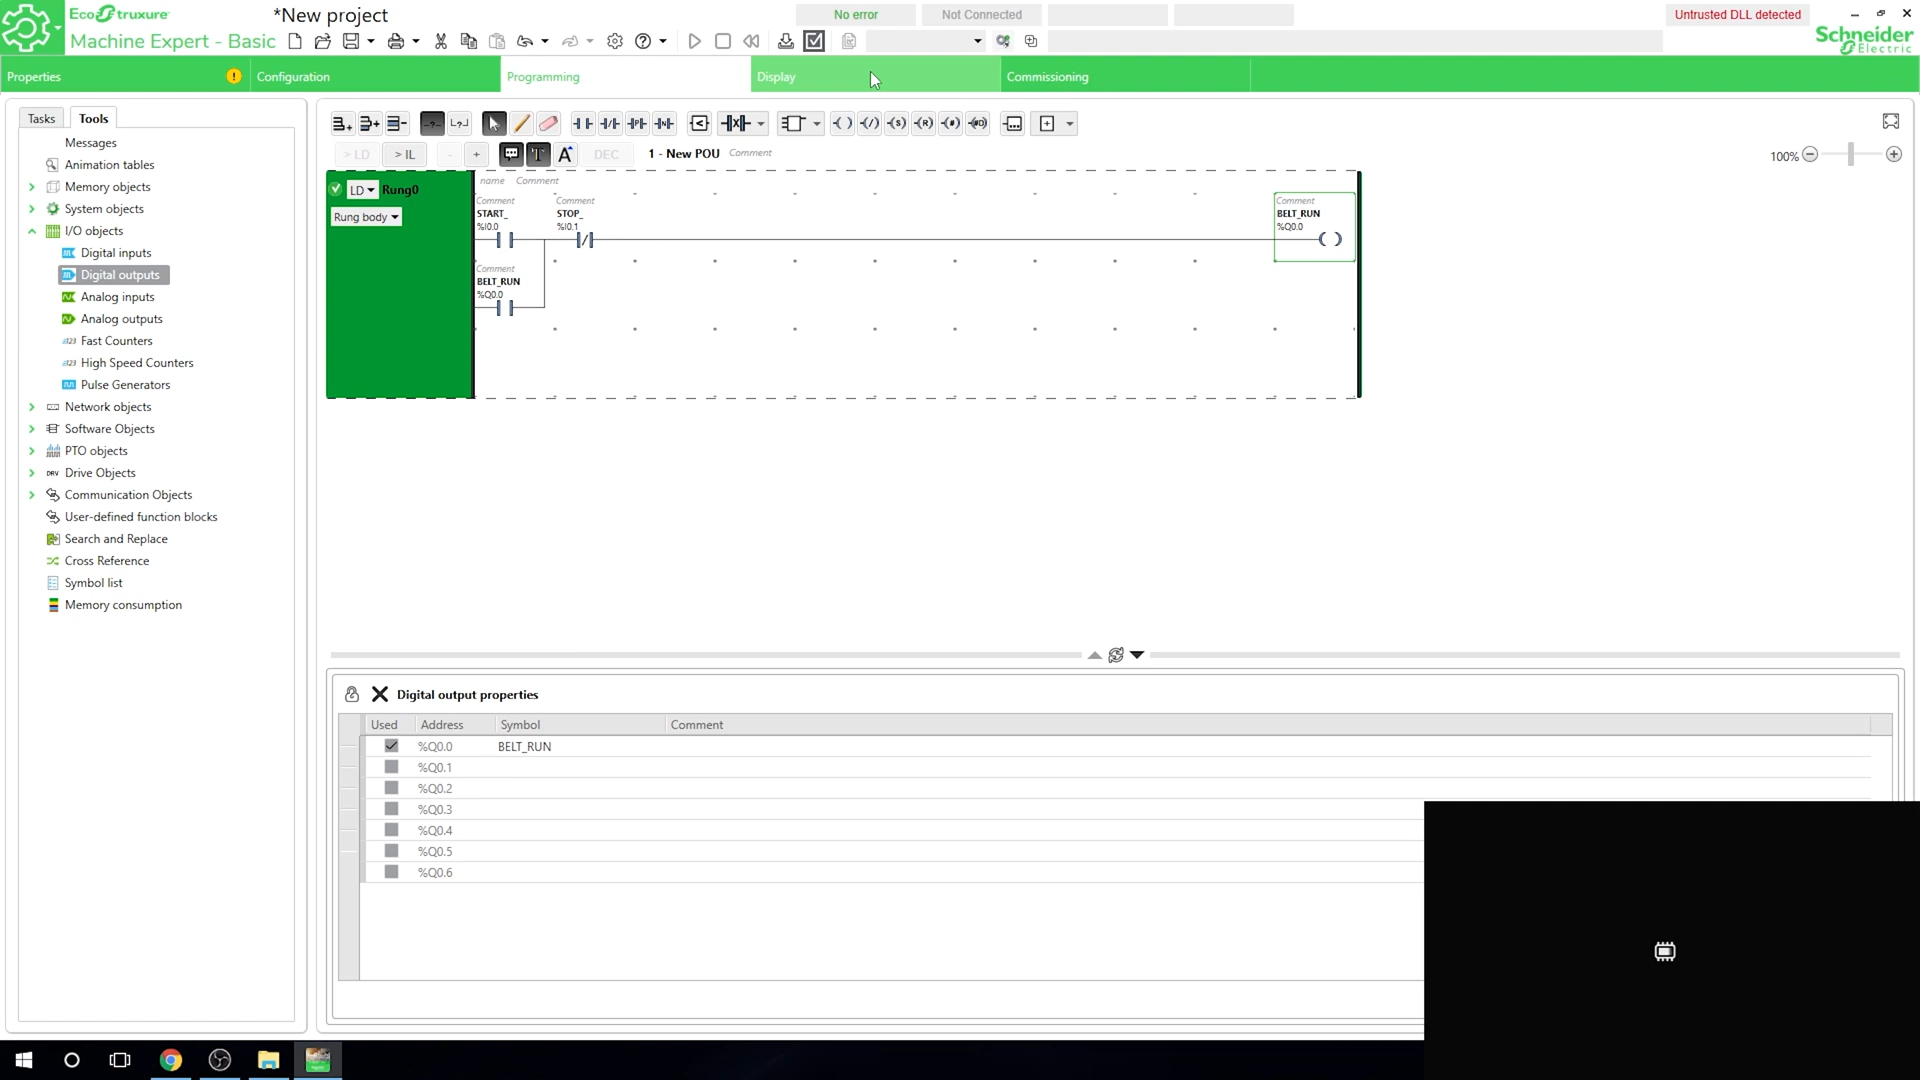 EcoStruxure
*New project
No error
Not Connected
Untrusted DLL detected
Machine Expert - Basic
Schneider
Electric
Properties
Configuration
Programming
Display
Commissioning
Tasks
Tools
Messages
Animation tables
Memory objects
System objects
I/O objects
Digital inputs
Digital outputs
Analog inputs
Analog outputs
Fast Counters
High Speed Counters
Pulse Generators
Network objects
Software Objects
PTO objects
Drive Objects
Communication Objects
User-defined function blocks
Search and Replace
Cross Reference
Symbol list
Memory consumption
> LD
> IL
DEC
1 - New POU
Comment
100%
LD
Rung0
name
Comment
Rung body
Comment
START_
%I0.0
Comment
STOP_
%I0.1
Comment
BELT_RUN
%Q0.0
Comment
BELT_RUN
%Q0.0
Digital output properties
Used Address Symbol Comment
%Q0.0 BELT_RUN
%Q0.1
%Q0.2
%Q0.3
%Q0.4
%Q0.5
%Q0.6